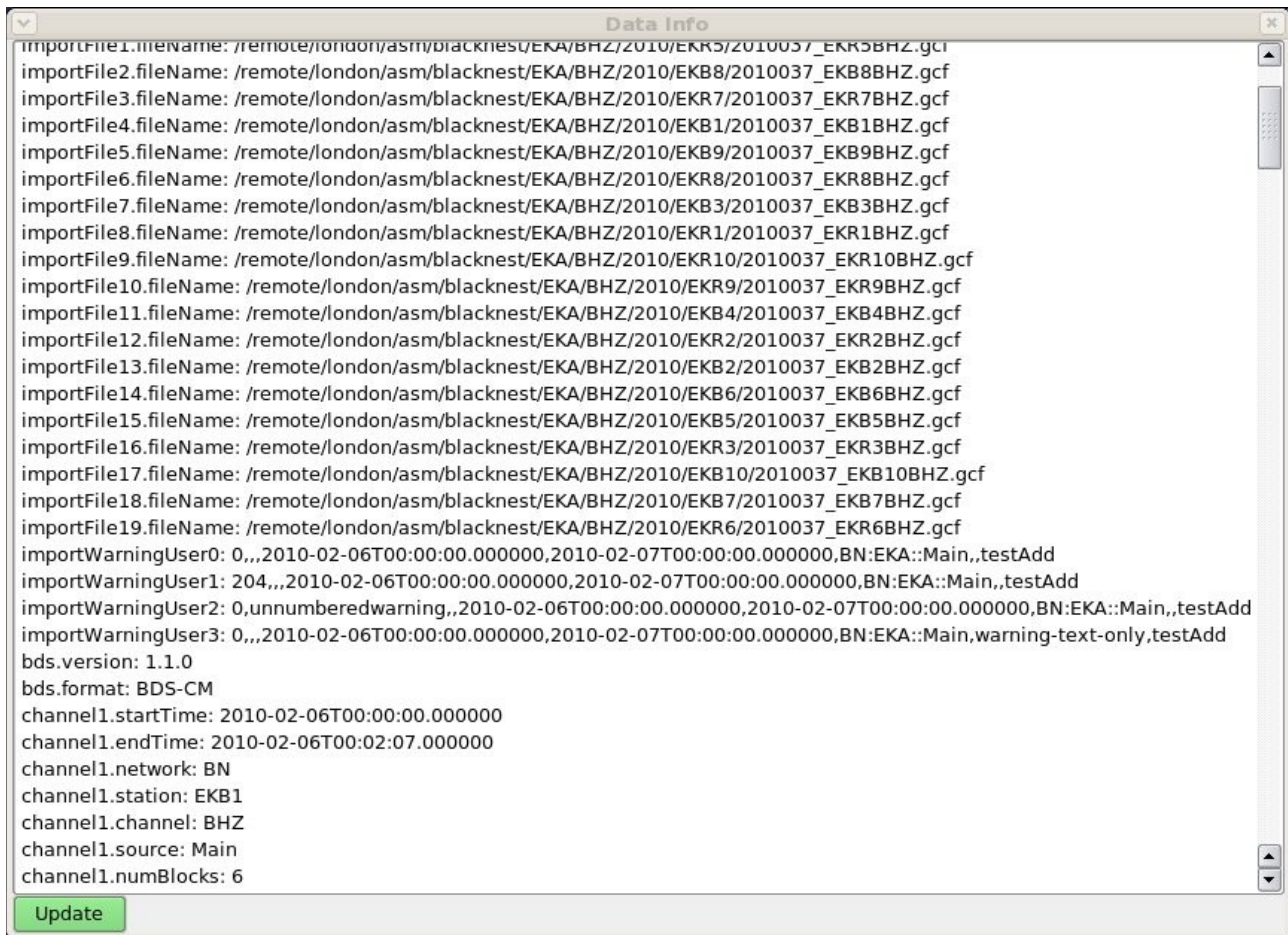 Data Info
importFile1.fileName: /remote/london/asm/blacknest/EKA/BHZ/2010/EKR5/2010037_EKR5BHZ.gcf
importFile2.fileName: /remote/london/asm/blacknest/EKA/BHZ/2010/EKB8/2010037_EKB8BHZ.gcf
importFile3.fileName: /remote/london/asm/blacknest/EKA/BHZ/2010/EKR7/2010037_EKR7BHZ.gcf
importFile4.fileName: /remote/london/asm/blacknest/EKA/BHZ/2010/EKB1/2010037_EKB1BHZ.gcf
importFile5.fileName: /remote/london/asm/blacknest/EKA/BHZ/2010/EKB9/2010037_EKB9BHZ.gcf
importFile6.fileName: /remote/london/asm/blacknest/EKA/BHZ/2010/EKR8/2010037_EKR8BHZ.gcf
importFile7.fileName: /remote/london/asm/blacknest/EKA/BHZ/2010/EKB3/2010037_EKB3BHZ.gcf
importFile8.fileName: /remote/london/asm/blacknest/EKA/BHZ/2010/EKR1/2010037_EKR1BHZ.gcf
importFile9.fileName: /remote/london/asm/blacknest/EKA/BHZ/2010/EKR10/2010037_EKR10BHZ.gcf
importFile10.fileName: /remote/london/asm/blacknest/EKA/BHZ/2010/EKR9/2010037_EKR9BHZ.gcf
importFile11.fileName: /remote/london/asm/blacknest/EKA/BHZ/2010/EKB4/2010037_EKB4BHZ.gcf
importFile12.fileName: /remote/london/asm/blacknest/EKA/BHZ/2010/EKR2/2010037_EKR2BHZ.gcf
importFile13.fileName: /remote/london/asm/blacknest/EKA/BHZ/2010/EKB2/2010037_EKB2BHZ.gcf
importFile14.fileName: /remote/london/asm/blacknest/EKA/BHZ/2010/EKB6/2010037_EKB6BHZ.gcf
importFile15.fileName: /remote/london/asm/blacknest/EKA/BHZ/2010/EKB5/2010037_EKB5BHZ.gcf
importFile16.fileName: /remote/london/asm/blacknest/EKA/BHZ/2010/EKR3/2010037_EKR3BHZ.gcf
importFile17.fileName: /remote/london/asm/blacknest/EKA/BHZ/2010/EKB10/2010037_EKB10BHZ.gcf
importFile18.fileName: /remote/london/asm/blacknest/EKA/BHZ/2010/EKB7/2010037_EKB7BHZ.gcf
importFile19.fileName: /remote/london/asm/blacknest/EKA/BHZ/2010/EKR6/2010037_EKR6BHZ.gcf
importWarningUser0: 0,,,2010-02-06T00:00:00.000000,2010-02-07T00:00:00.000000,BN:EKA::Main,,testAdd
importWarningUser1: 204,,,2010-02-06T00:00:00.000000,2010-02-07T00:00:00.000000,BN:EKA::Main,,testAdd
importWarningUser2: 0,unnumberedwarning,,2010-02-06T00:00:00.000000,2010-02-07T00:00:00.000000,BN:EKA::Main,,testAdd
importWarningUser3: 0,,,2010-02-06T00:00:00.000000,2010-02-07T00:00:00.000000,BN:EKA::Main,warning-text-only,testAdd
bds.version: 1.1.0
bds.format: BDS-CM
channel1.startTime: 2010-02-06T00:00:00.000000
channel1.endTime: 2010-02-06T00:02:07.000000
channel1.network: BN
channel1.station: EKB1
channel1.channel: BHZ
channel1.source: Main
channel1.numBlocks: 6
Update